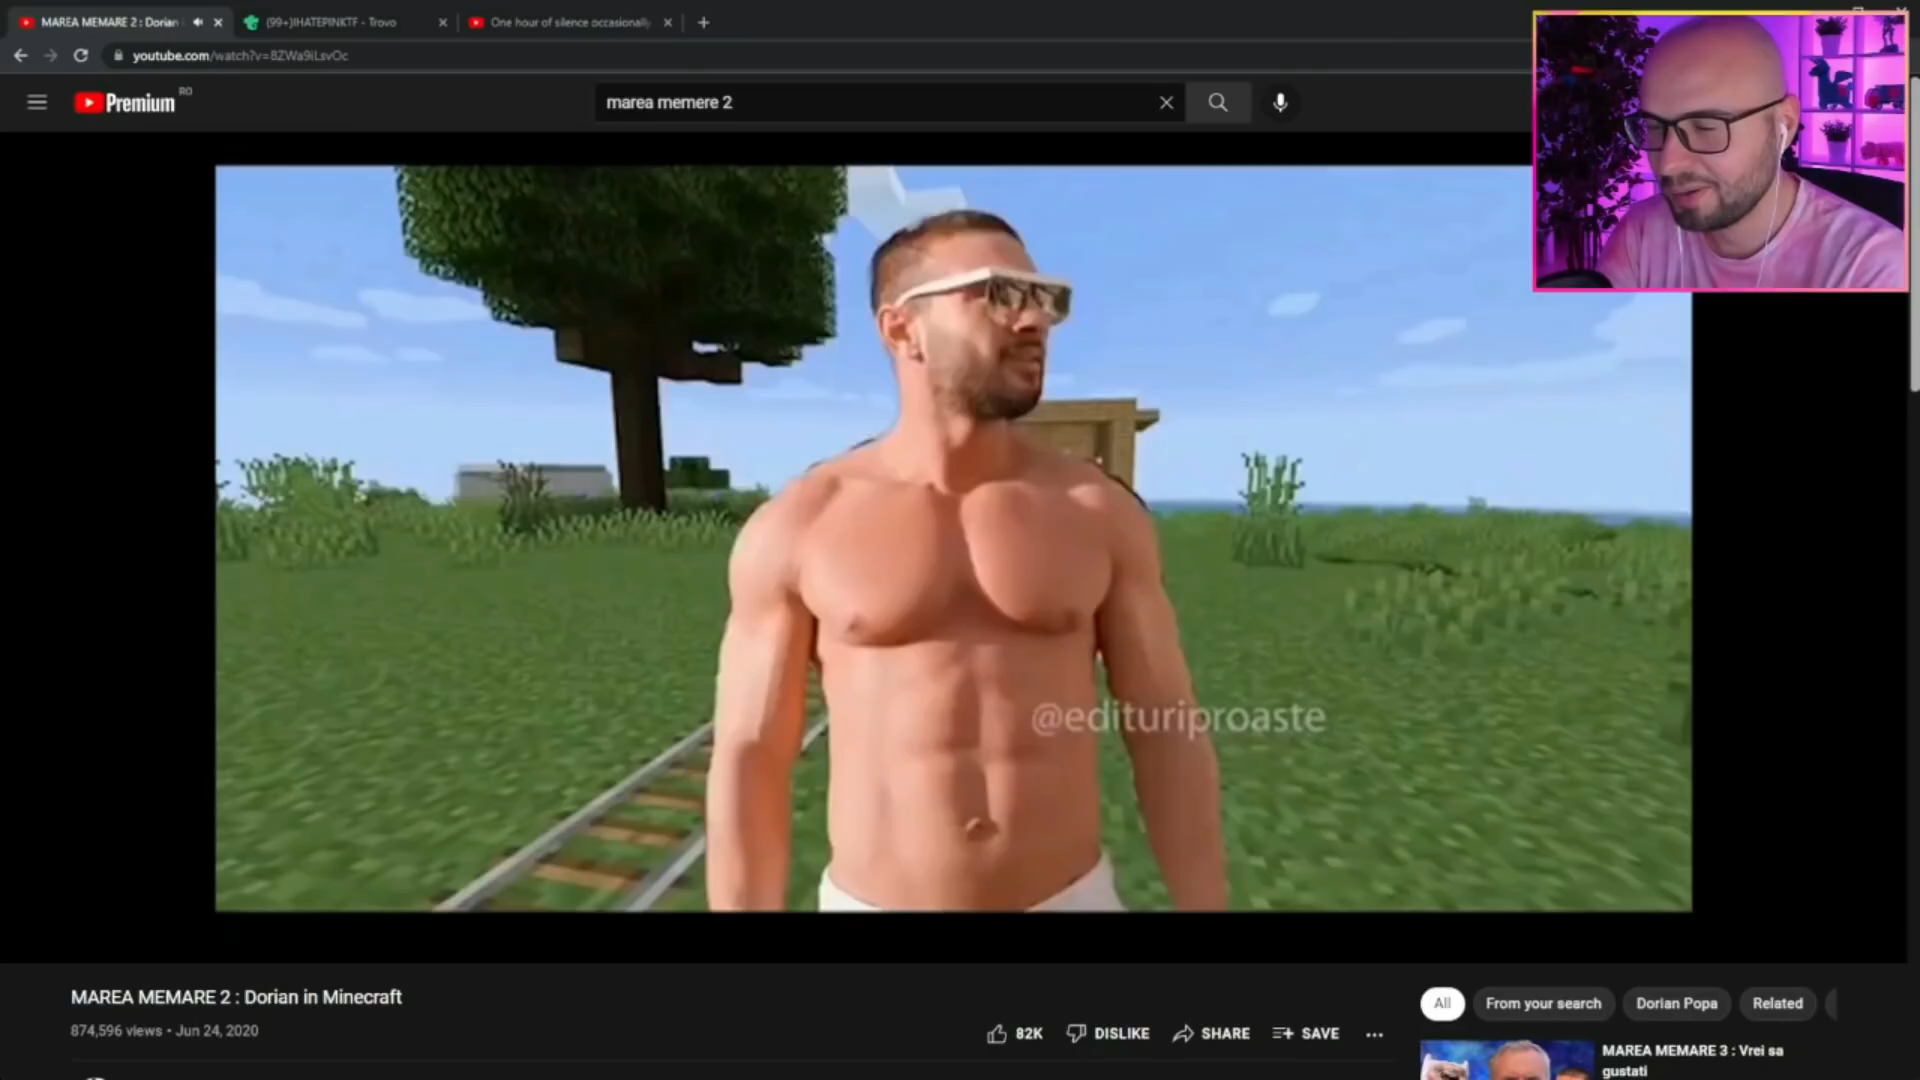 MAREA MEMARE 2 : Dorian
(99+)IHATEPINKTF - Trovo
One hour of silence occasionally
youtube.com/watch?v=8ZWa9iLsvOc
Premium RO
marea memere 2
@edituriproaste
MAREA MEMARE 2 : Dorian in Minecraft
874,596 views • Jun 24, 2020
82K
DISLIKE
SHARE
SAVE
All
From your search
Dorian Popa
Related
MAREA MEMARE 3 : Vrei sa
gustati